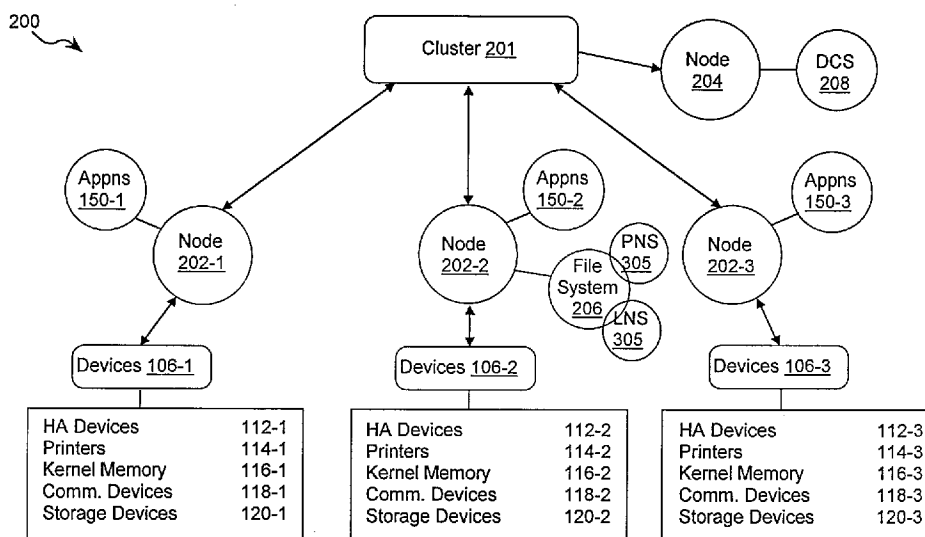 200
Cluster 201
Node
204
DCS
208
Appns
150-1
Node
202-1
Appns
150-2
Node
202-2
File
System
206
PNS
305
LNS
305
Appns
150-3
Node
202-3
Devices 106-1
Devices 106-2
Devices 106-3
HA Devices 112-1
Printers 114-1
Kernel Memory 116-1
Comm. Devices 118-1
Storage Devices 120-1
HA Devices 112-2
Printers 114-2
Kernel Memory 116-2
Comm. Devices 118-2
Storage Devices 120-2
HA Devices 112-3
Printers 114-3
Kernel Memory 116-3
Comm. Devices 118-3
Storage Devices 120-3